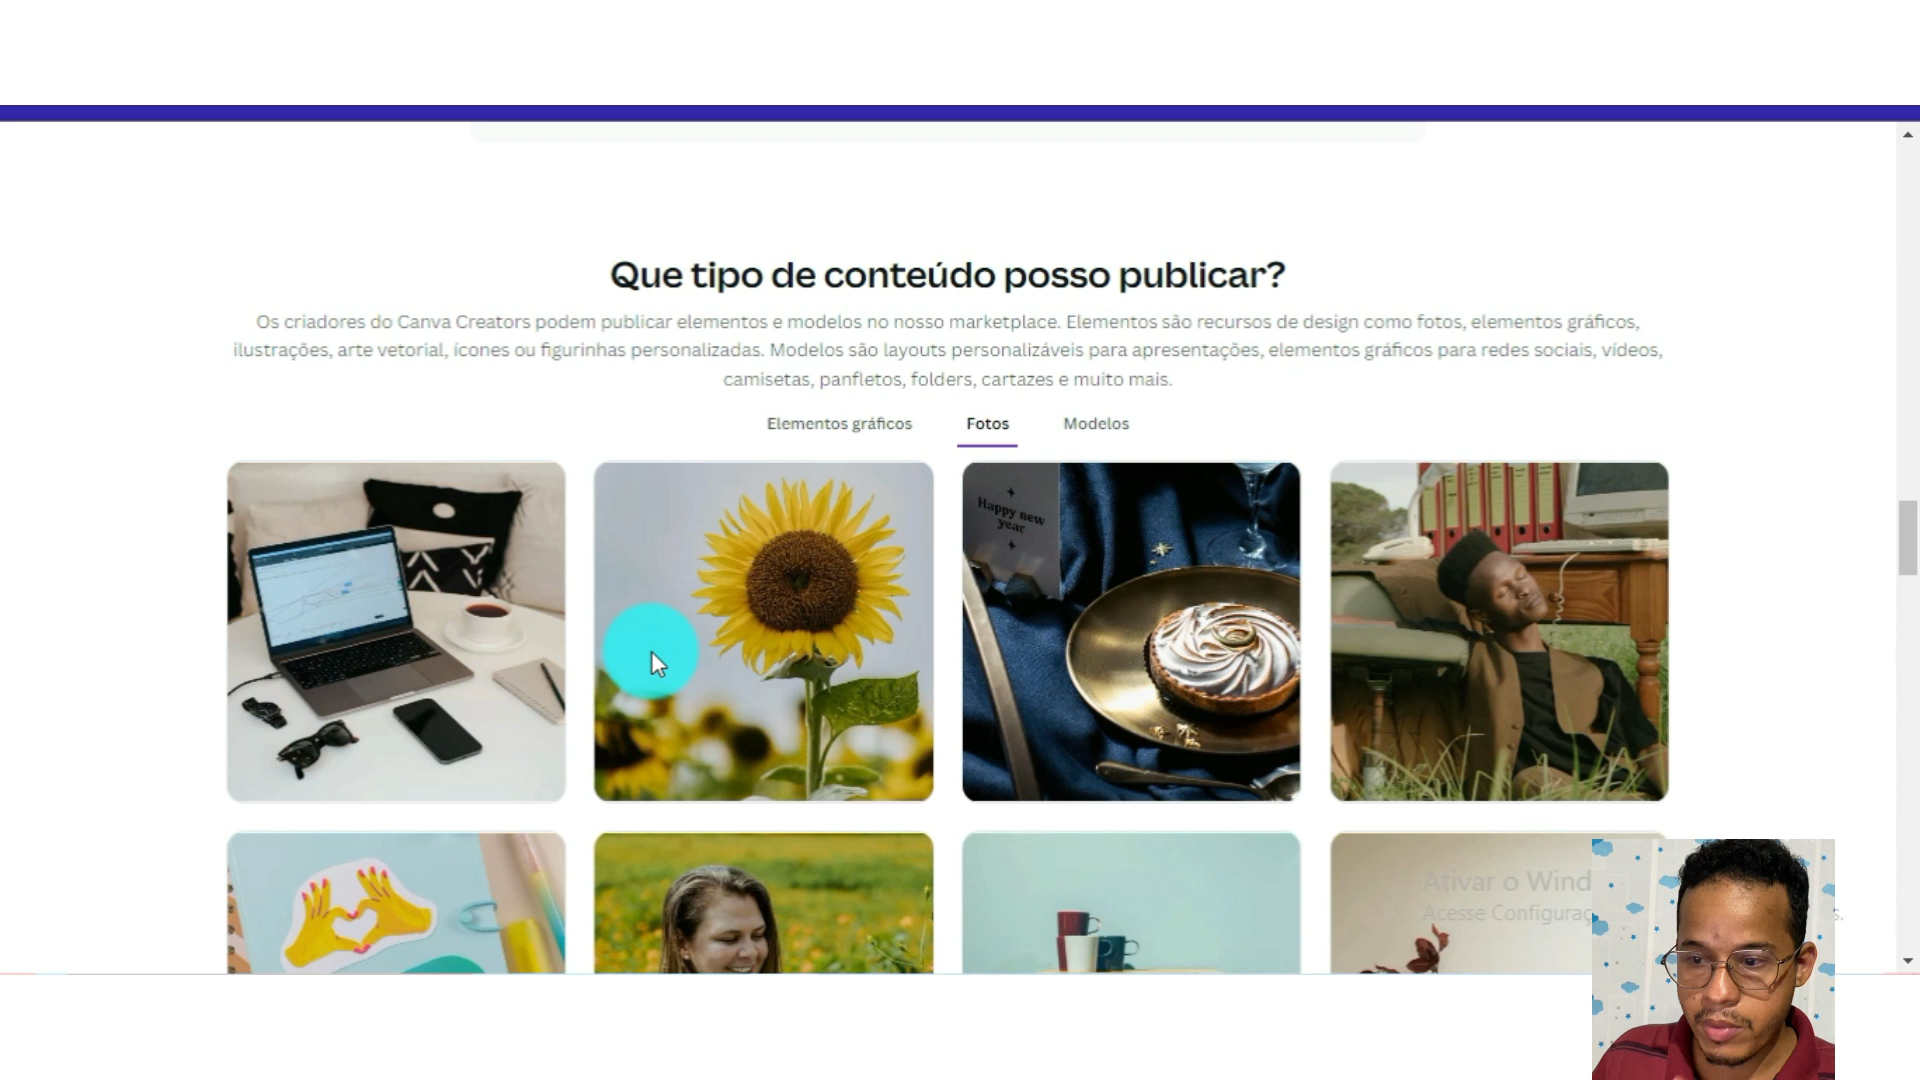 Que tipo de conteúdo posso publicar?
Os criadores do Canva Creators podem publicar elementos e modelos no nosso marketplace. Elementos são recursos de design como fotos, elementos gráficos,
ilustrações, arte vetorial, ícones ou figurinhas personalizadas. Modelos são layouts personalizáveis para apresentações, elementos gráficos para redes sociais, vídeos,
camisetas, panfletos, folders, cartazes e muito mais.
Elementos gráficos
Fotos
Modelos
Happy new
year
Ativar o Wind
Acesse Configuraç
s.